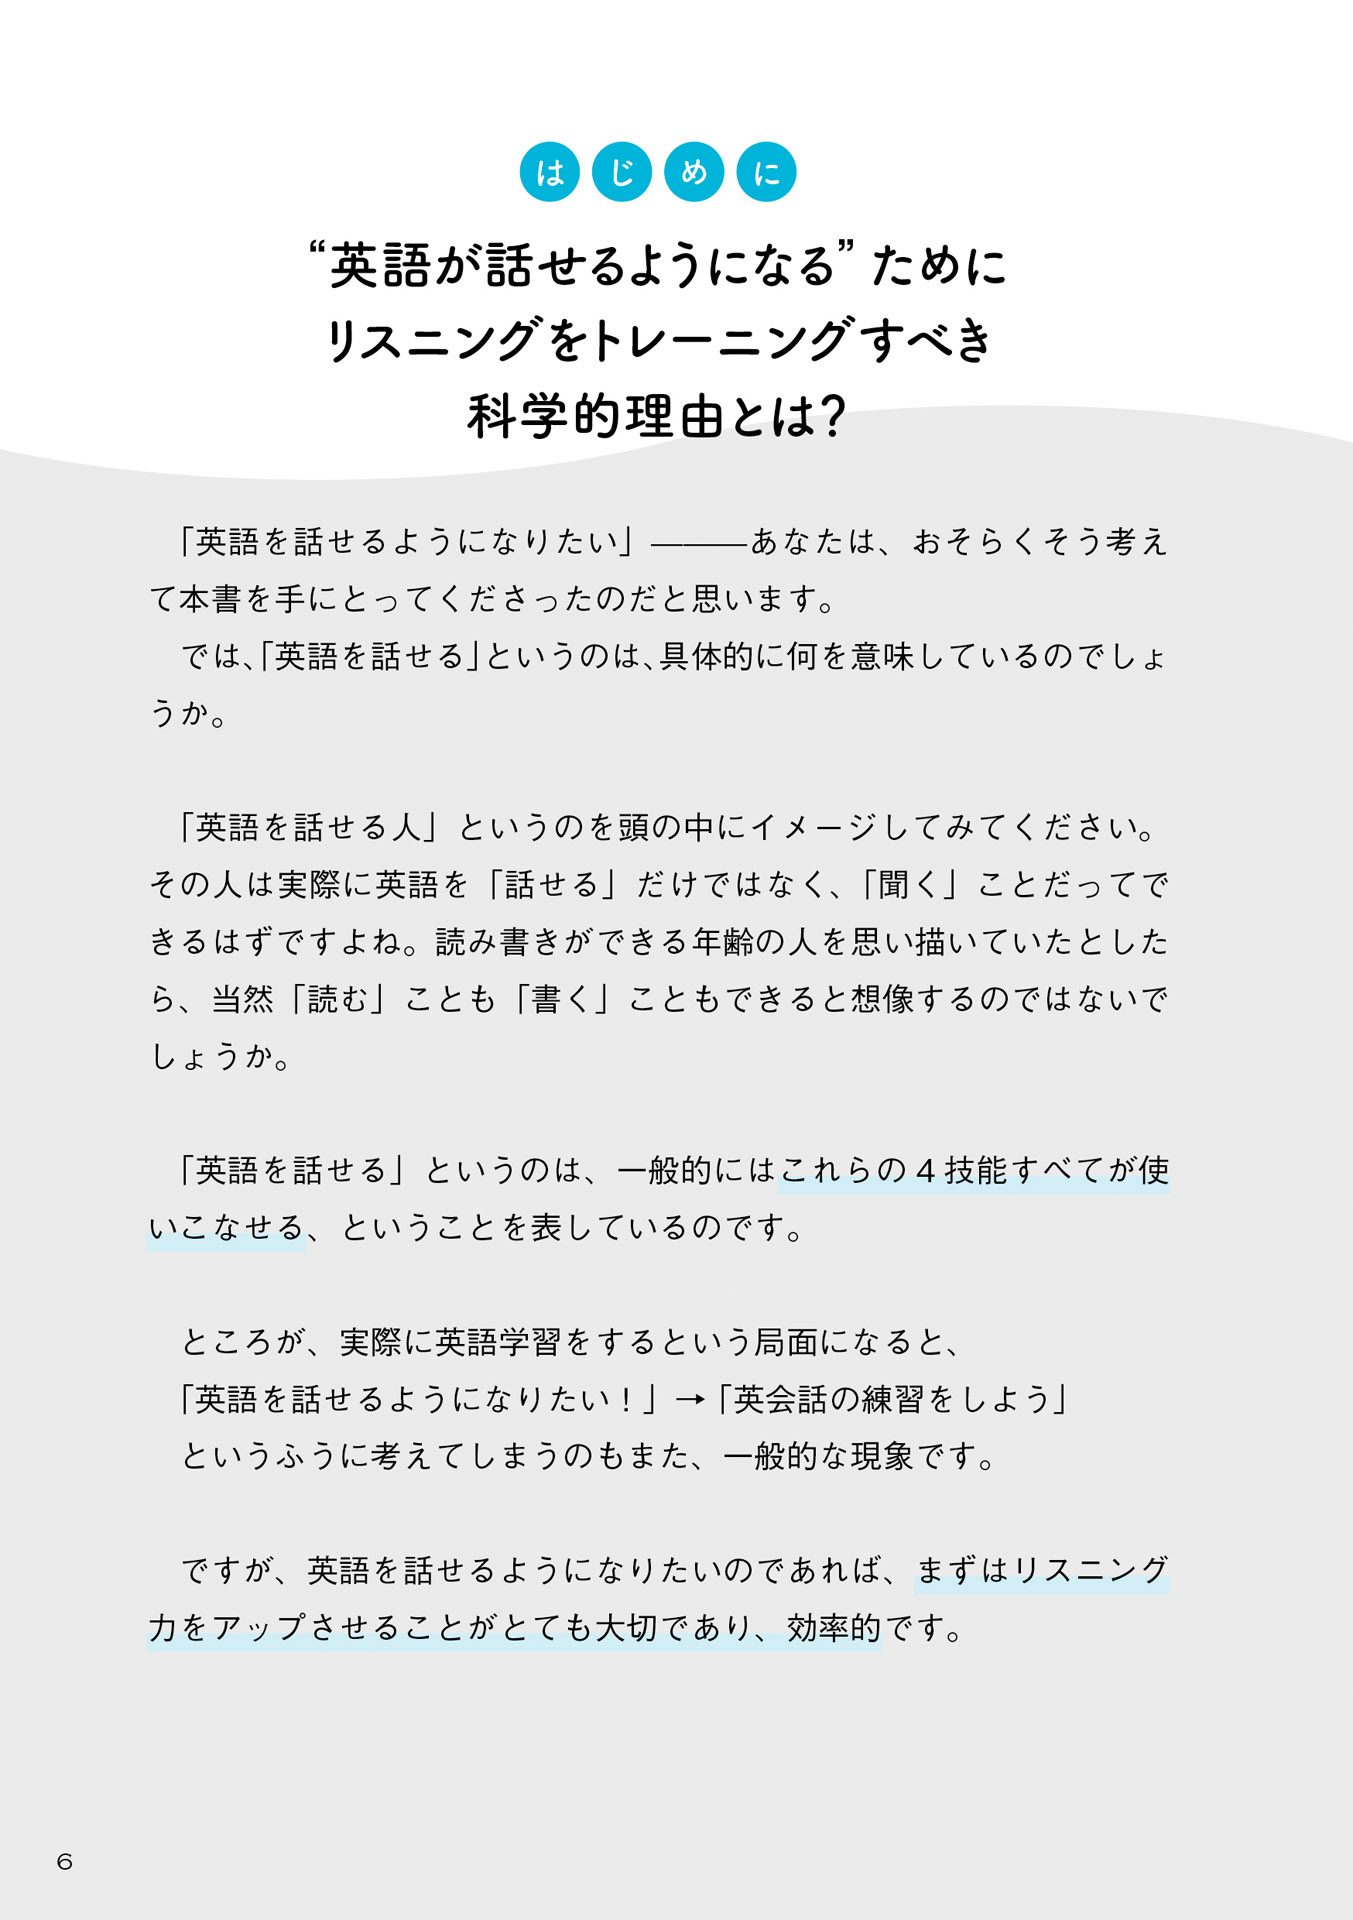 はじめに
“英語が話せるようになる” ために
リスニングをトレーニングすべき
科学的理由とは?
「英語を話せるようになりたい」———あなたは、おそらくそう考え
て本書を手にとってくださったのだと思います。
では、「英語を話せる」というのは、具体的に何を意味しているのでしょ
うか。
「英語を話せる人」というのを頭の中にイメージしてみてください。
その人は実際に英語を「話せる」だけではなく、「聞く」ことだってで
きるはずですよね。読み書きができる年齢の人を思い描いていたとした
ら、当然「読む」ことも「書く」こともできると想像するのではないで
しょうか。
「英語を話せる」というのは、一般的にはこれらの4技能すべてが使
いこなせる、ということを表しているのです。
ところが、実際に英語学習をするという局面になると、
「英語を話せるようになりたい!」→「英会話の練習をしよう」
というふうに考えてしまうのもまた、一般的な現象です。
ですが、英語を話せるようになりたいのであれば、まずはリスニング
力をアップさせることがとても大切であり、効率的です。
6